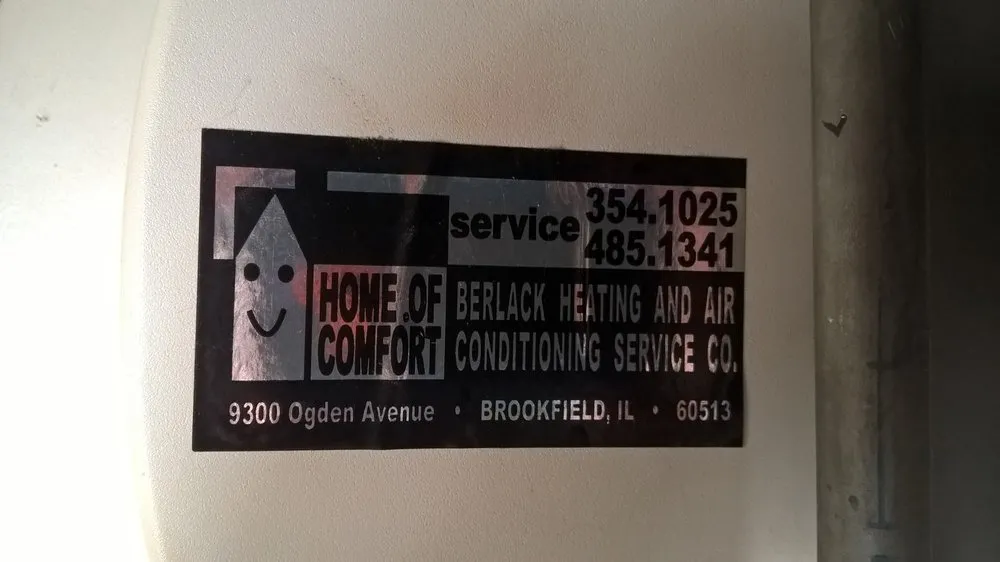 service 354.1025
485.1341
HOME OF
COMFORT
BERLACK HEATING AND AIR
CONDITIONING SERVICE CO.
9300 Ogden Avenue • BROOKFIELD, IL • 60513